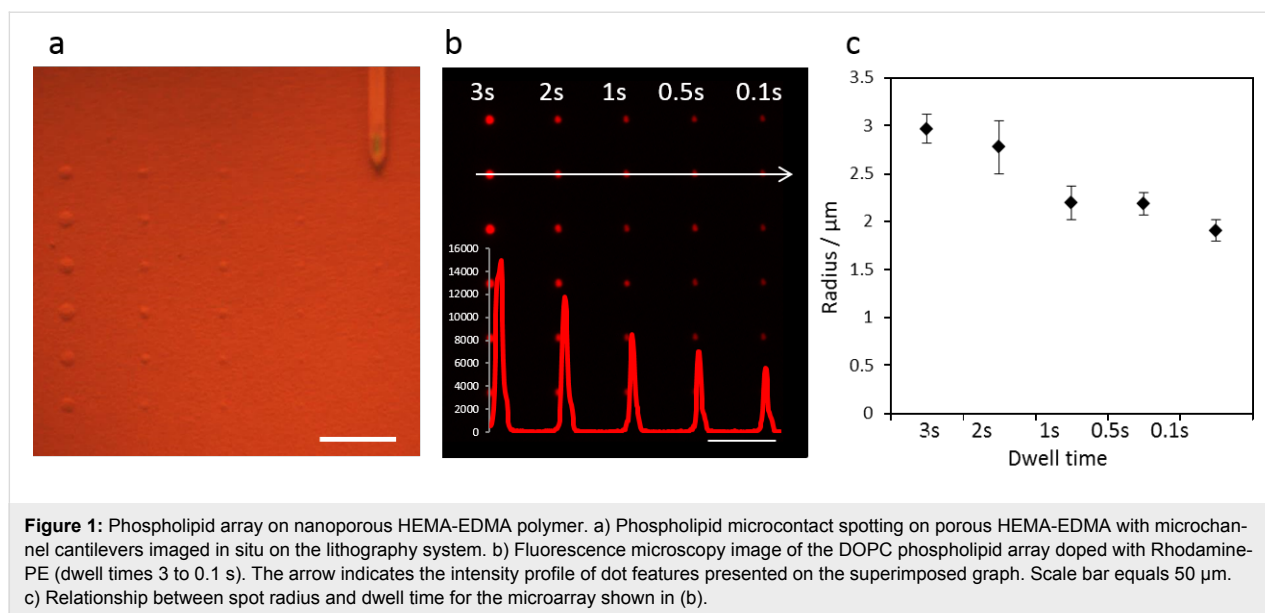 a
b
c
3s 2s 1s 0.5s 0.1s
16000
14000
12000
10000
8000
6000
4000
2000
0
3.5
3
2.5
2
1.5
1
0.5
0
Radius / µm
3s 2s 1s 0.5s 0.1s
Dwell time
Figure 1: Phospholipid array on nanoporous HEMA-EDMA polymer. a) Phospholipid microcontact spotting on porous HEMA-EDMA with microchan-
nel cantilevers imaged in situ on the lithography system. b) Fluorescence microscopy image of the DOPC phospholipid array doped with Rhodamine-
PE (dwell times 3 to 0.1 s). The arrow indicates the intensity profile of dot features presented on the superimposed graph. Scale bar equals 50 µm.
c) Relationship between spot radius and dwell time for the microarray shown in (b).